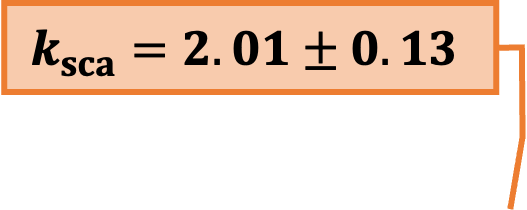 k_sca = 2.01 ± 0.13